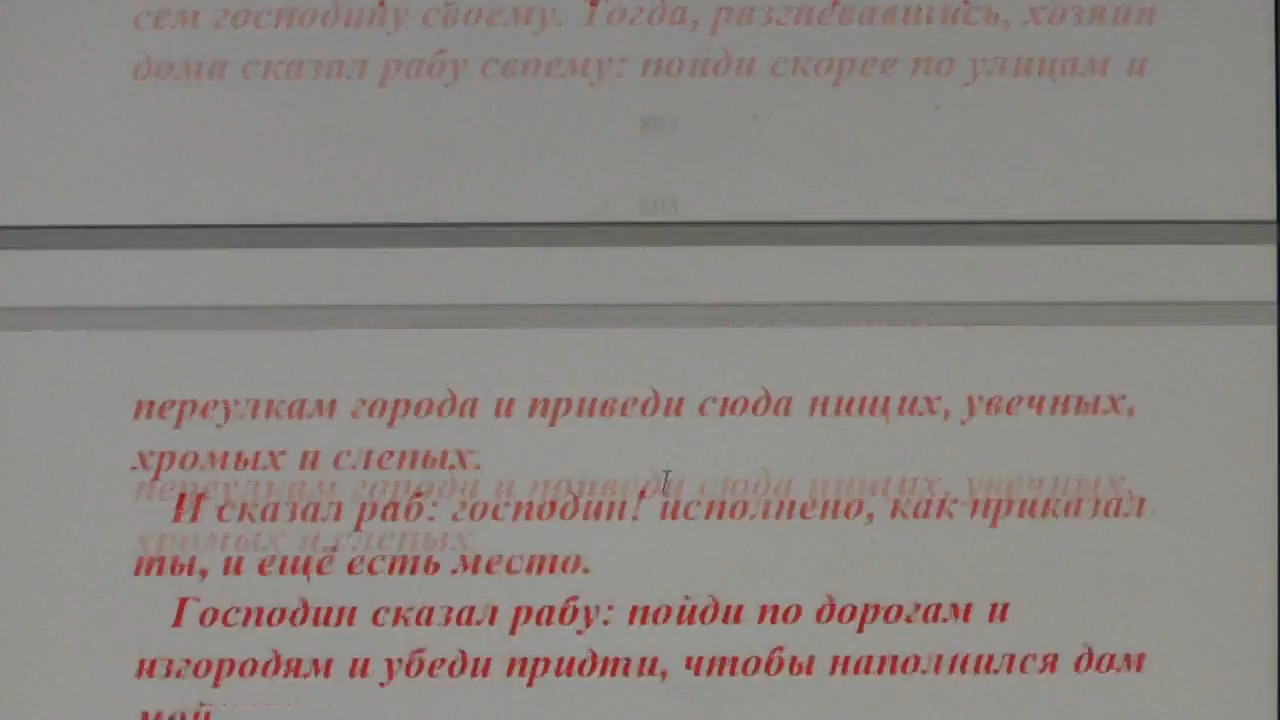 сем господину своему. Тогда, разгневавшись, хозяин
дома сказал рабу своему: пойди скорее по улицам и
переулкам города и приведи сюда нищих, увечных,
хромых и слепых.
И сказал раб: господин! исполнено, как приказал
ты, и ещё есть место.
Господин сказал рабу: пойди по дорогам и
изгородям и убеди придти, чтобы наполнился дом
мой